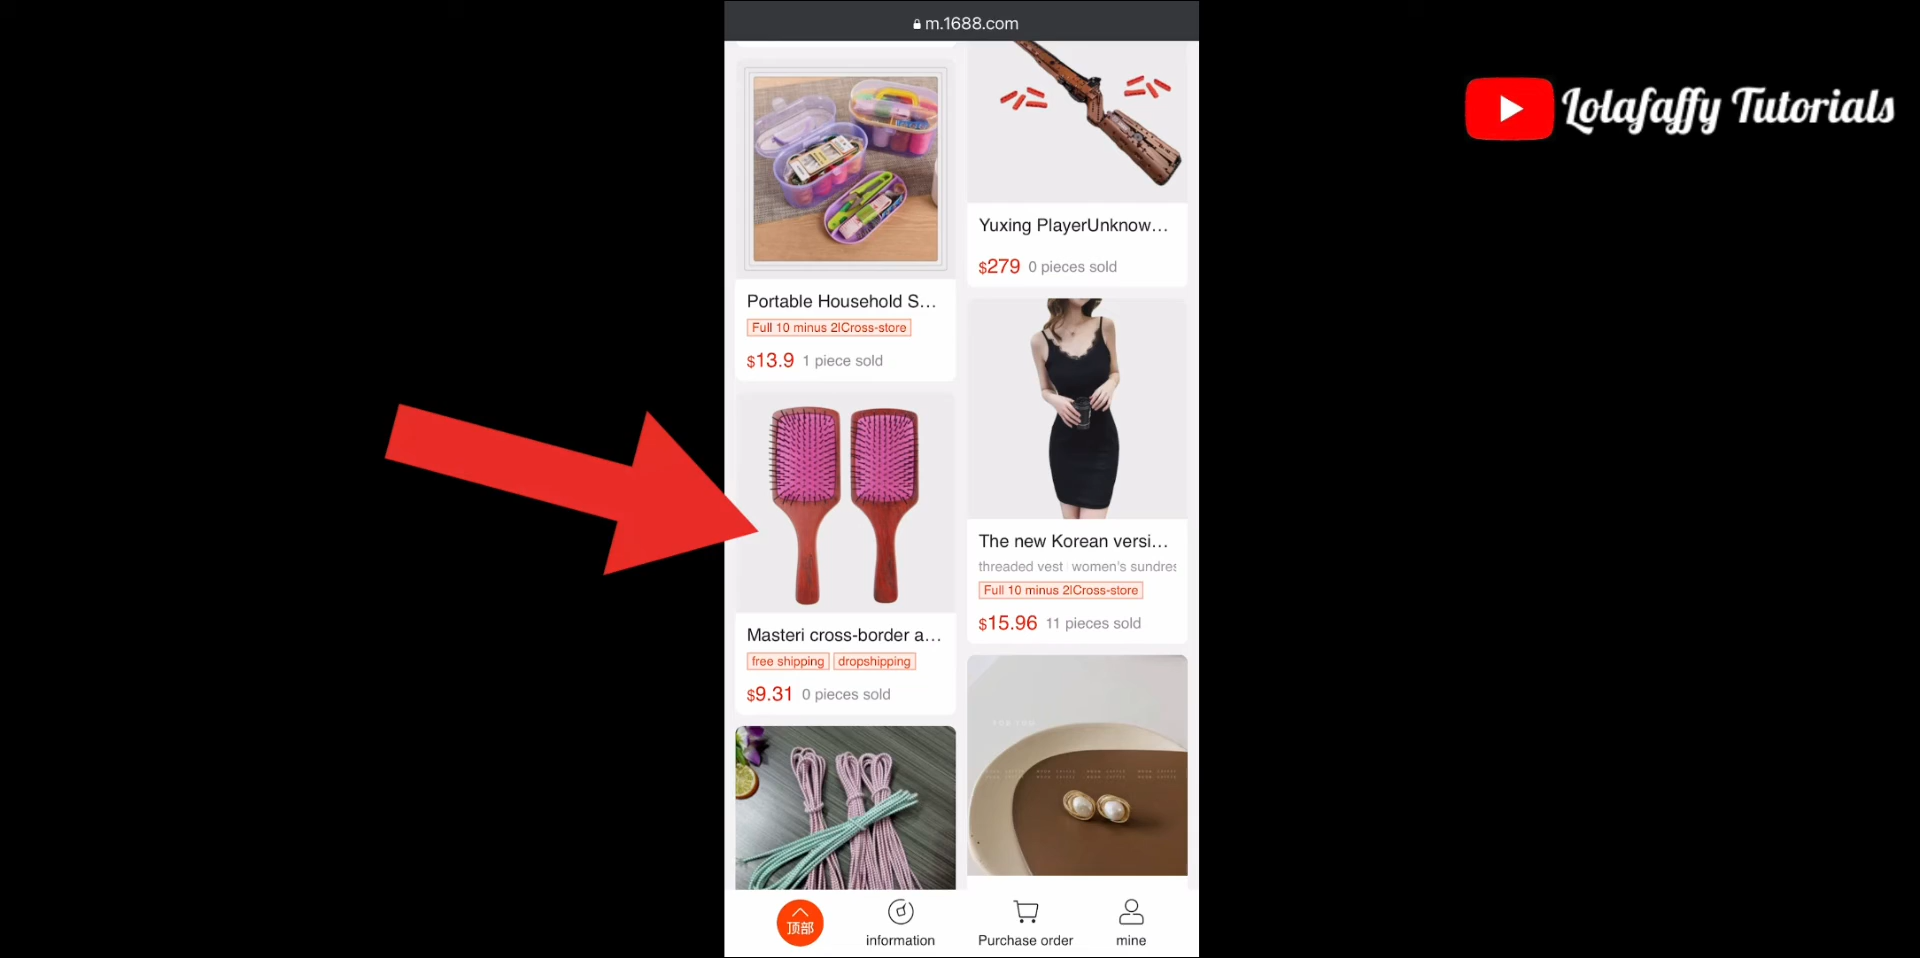 m.1688.com
Lolafaffy Tutorials
Portable Household S...
Full 10 minus 2|Cross-store
$13.9 1 piece sold
Masteri cross-border a...
free shipping dropshipping
$9.31 0 pieces sold
Yuxing PlayerUnknow...
$279 0 pieces sold
The new Korean versi...
threaded vest women's sundres
Full 10 minus 2|Cross-store
$15.96 11 pieces sold
顶部
information
Purchase order
mine